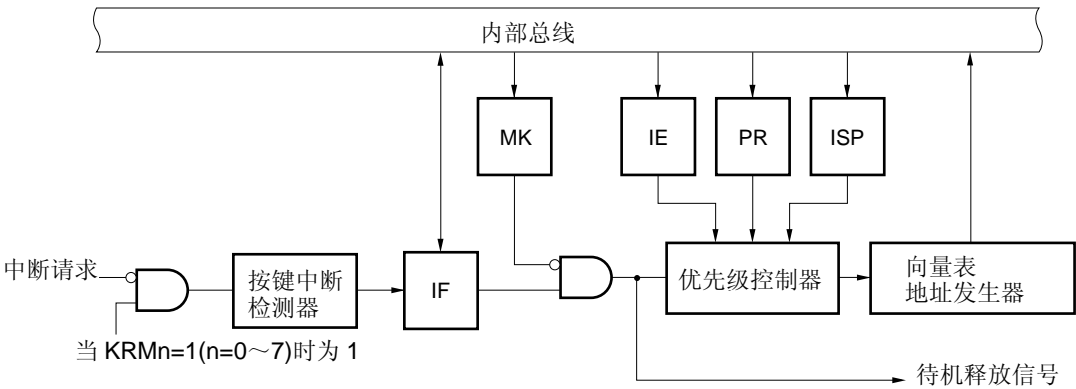 内部总线
MK
IE
PR
ISP
中断请求
按键中断
检测器
IF
优先级控制器
向量表
地址发生器
当 KRMn=1(n=0～7)时为 1
待机释放信号